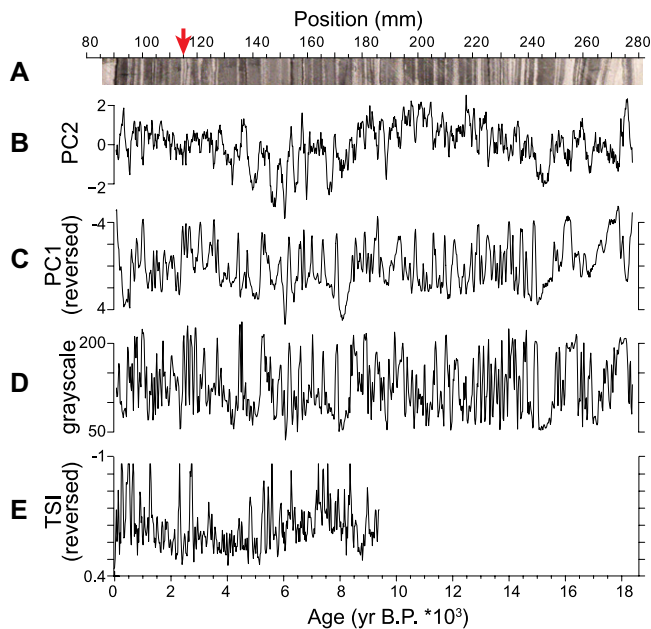 Position (mm)
80 100 120 140 160 180 200 220 240 260 280
A
B PC2 2 0 -2
C PC1 (reversed) -4 4
D grayscale 200 50
E TSI (reversed) -1 0.4
0 2 4 6 8 10 12 14 16 18
Age (yr B.P. *10³)